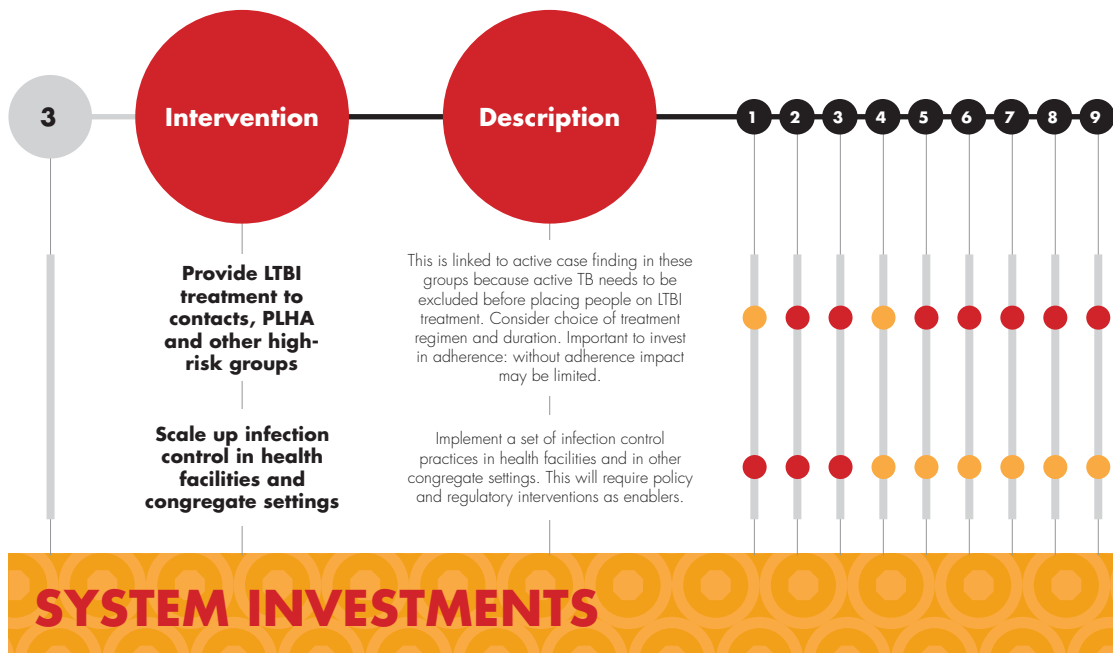 3
Intervention
Description
1 2 3 4 5 6 7 8 9
Provide LTBI
treatment to
contacts, PLHA
and other high-
risk groups
This is linked to active case finding in these
groups because active TB needs to be
excluded before placing people on LTBI
treatment. Consider choice of treatment
regimen and duration. Important to invest
in adherence: without adherence impact
may be limited.
Scale up infection
control in health
facilities and
congregate settings
Implement a set of infection control
practices in health facilities and in other
congregate settings. This will require policy
and regulatory interventions as enablers.
SYSTEM INVESTMENTS